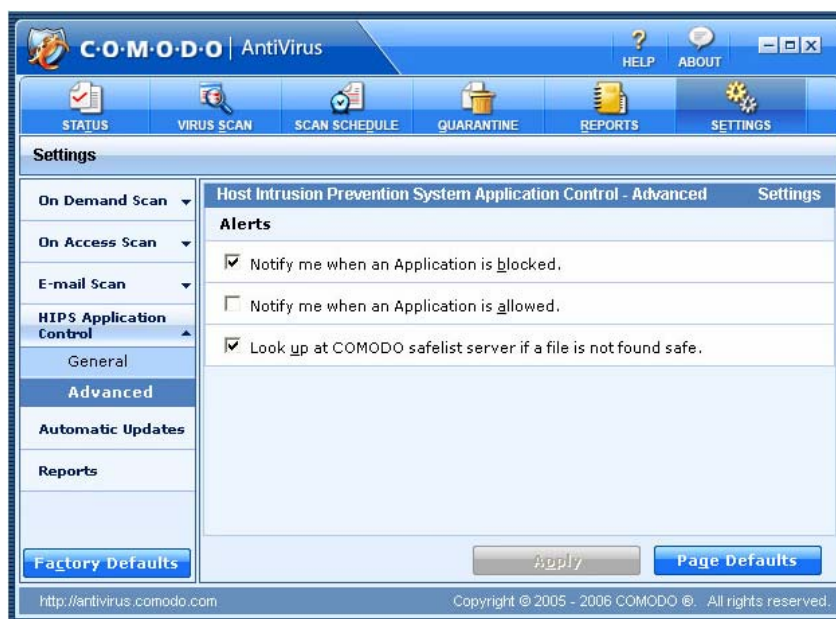 C·O·M·O·D·O | AntiVirus
HELP
ABOUT
STATUS
VIRUS SCAN
SCAN SCHEDULE
QUARANTINE
REPORTS
SETTINGS
Settings
On Demand Scan
On Access Scan
E-mail Scan
HIPS Application
Control
General
Advanced
Automatic Updates
Reports
Factory Defaults
Host Intrusion Prevention System Application Control - Advanced Settings
Alerts
Notify me when an Application is blocked.
Notify me when an Application is allowed.
Look up at COMODO safelist server if a file is not found safe.
Apply
Page Defaults
http://antivirus.comodo.com
Copyright © 2005 - 2006 COMODO ®. All rights reserved.